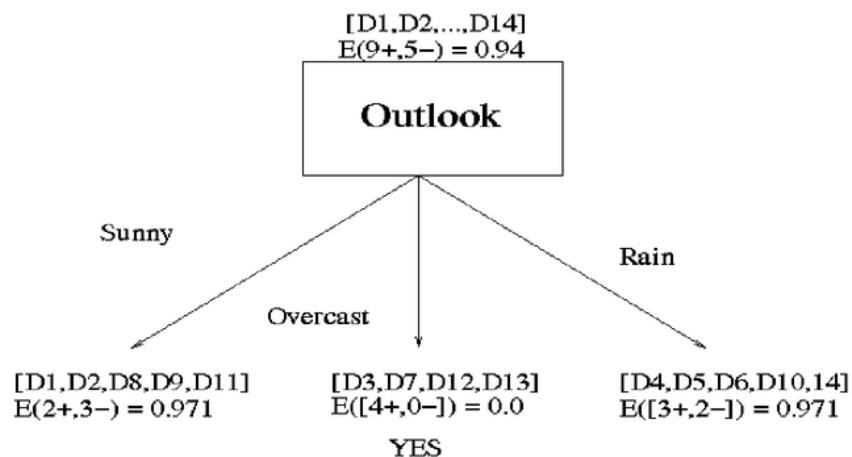 [D1,D2,...,D14]
E(9+,5-) = 0.94
Outlook
Sunny
Rain
Overcast
[D1,D2,D8,D9,D11]
E(2+,3-) = 0.971
[D3,D7,D12,D13]
E([4+,0-]) = 0.0
YES
[D4,D5,D6,D10,14]
E([3+,2-]) = 0.971